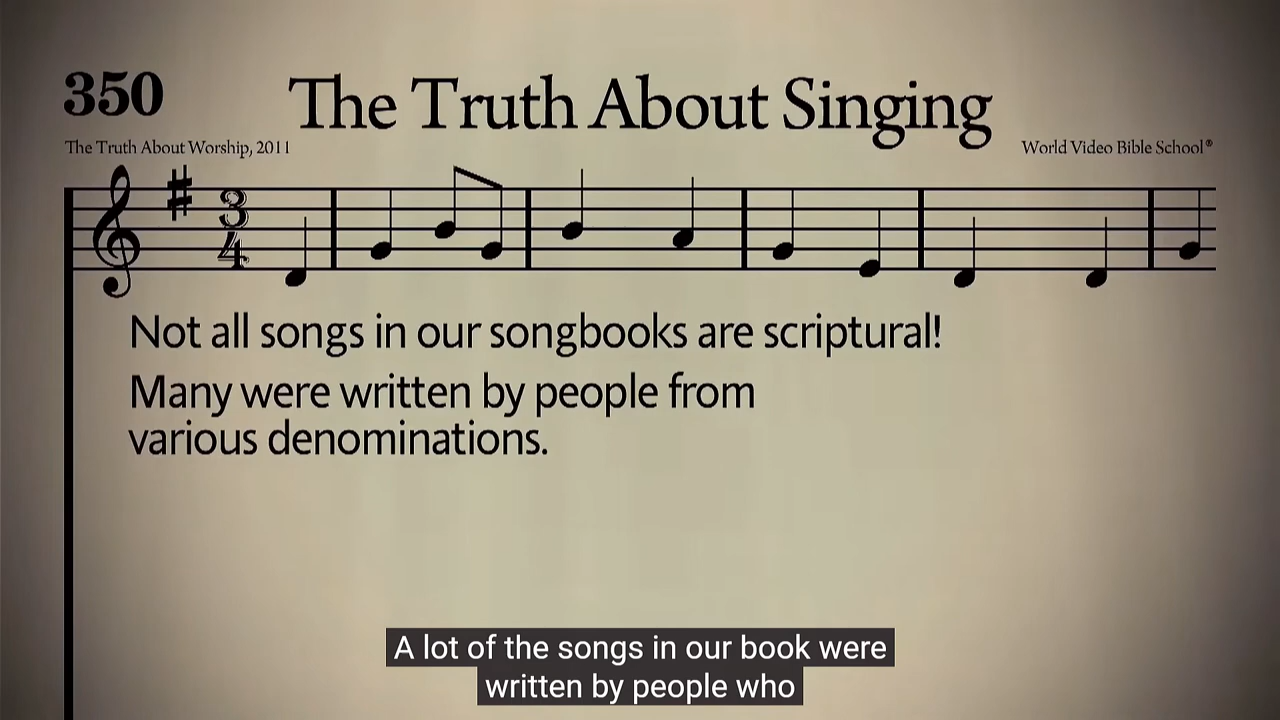 350
The Truth About Singing
The Truth About Worship, 2011
World Video Bible School®
3
4
Not all songs in our songbooks are scriptural!
Many were written by people from
various denominations.
A lot of the songs in our book were
written by people who